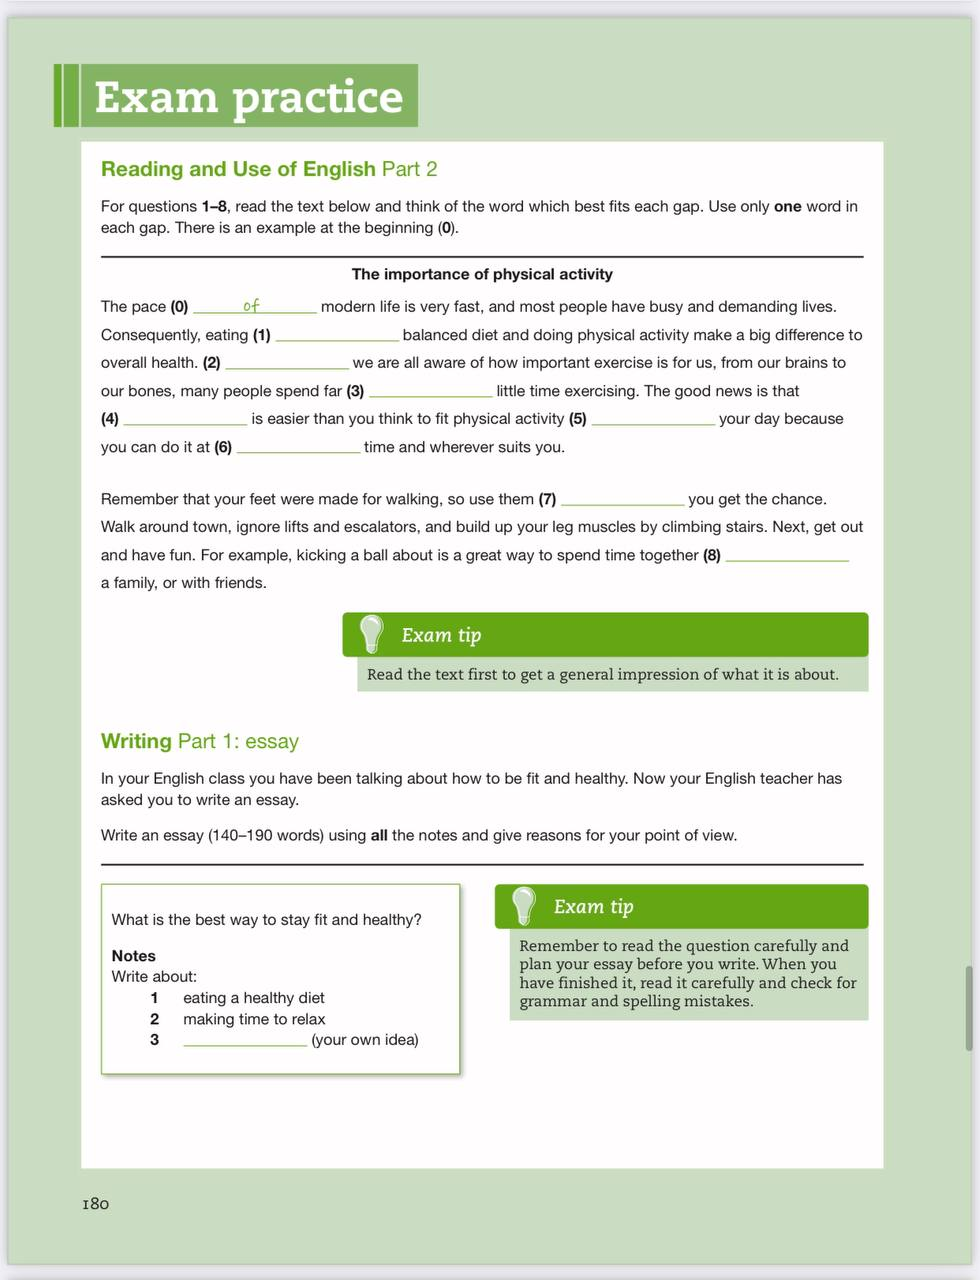 Exam practice
Reading and Use of English Part 2
For questions 1–8, read the text below and think of the word which best fits each gap. Use only one word in
each gap. There is an example at the beginning (0).
The importance of physical activity
The pace (0) of modern life is very fast, and most people have busy and demanding lives.
Consequently, eating (1) ____________ balanced diet and doing physical activity make a big difference to
overall health. (2) ____________ we are all aware of how important exercise is for us, from our brains to
our bones, many people spend far (3) ____________ little time exercising. The good news is that
(4) ____________ is easier than you think to fit physical activity (5) ____________ your day because
you can do it at (6) ____________ time and wherever suits you.
Remember that your feet were made for walking, so use them (7) ____________ you get the chance.
Walk around town, ignore lifts and escalators, and build up your leg muscles by climbing stairs. Next, get out
and have fun. For example, kicking a ball about is a great way to spend time together (8) ____________
a family, or with friends.
Exam tip
Read the text first to get a general impression of what it is about.
Writing Part 1: essay
In your English class you have been talking about how to be fit and healthy. Now your English teacher has
asked you to write an essay.
Write an essay (140–190 words) using all the notes and give reasons for your point of view.
What is the best way to stay fit and healthy?
Notes
Write about:
1 eating a healthy diet
2 making time to relax
3 ____________ (your own idea)
Exam tip
Remember to read the question carefully and
plan your essay before you write. When you
have finished it, read it carefully and check for
grammar and spelling mistakes.
180